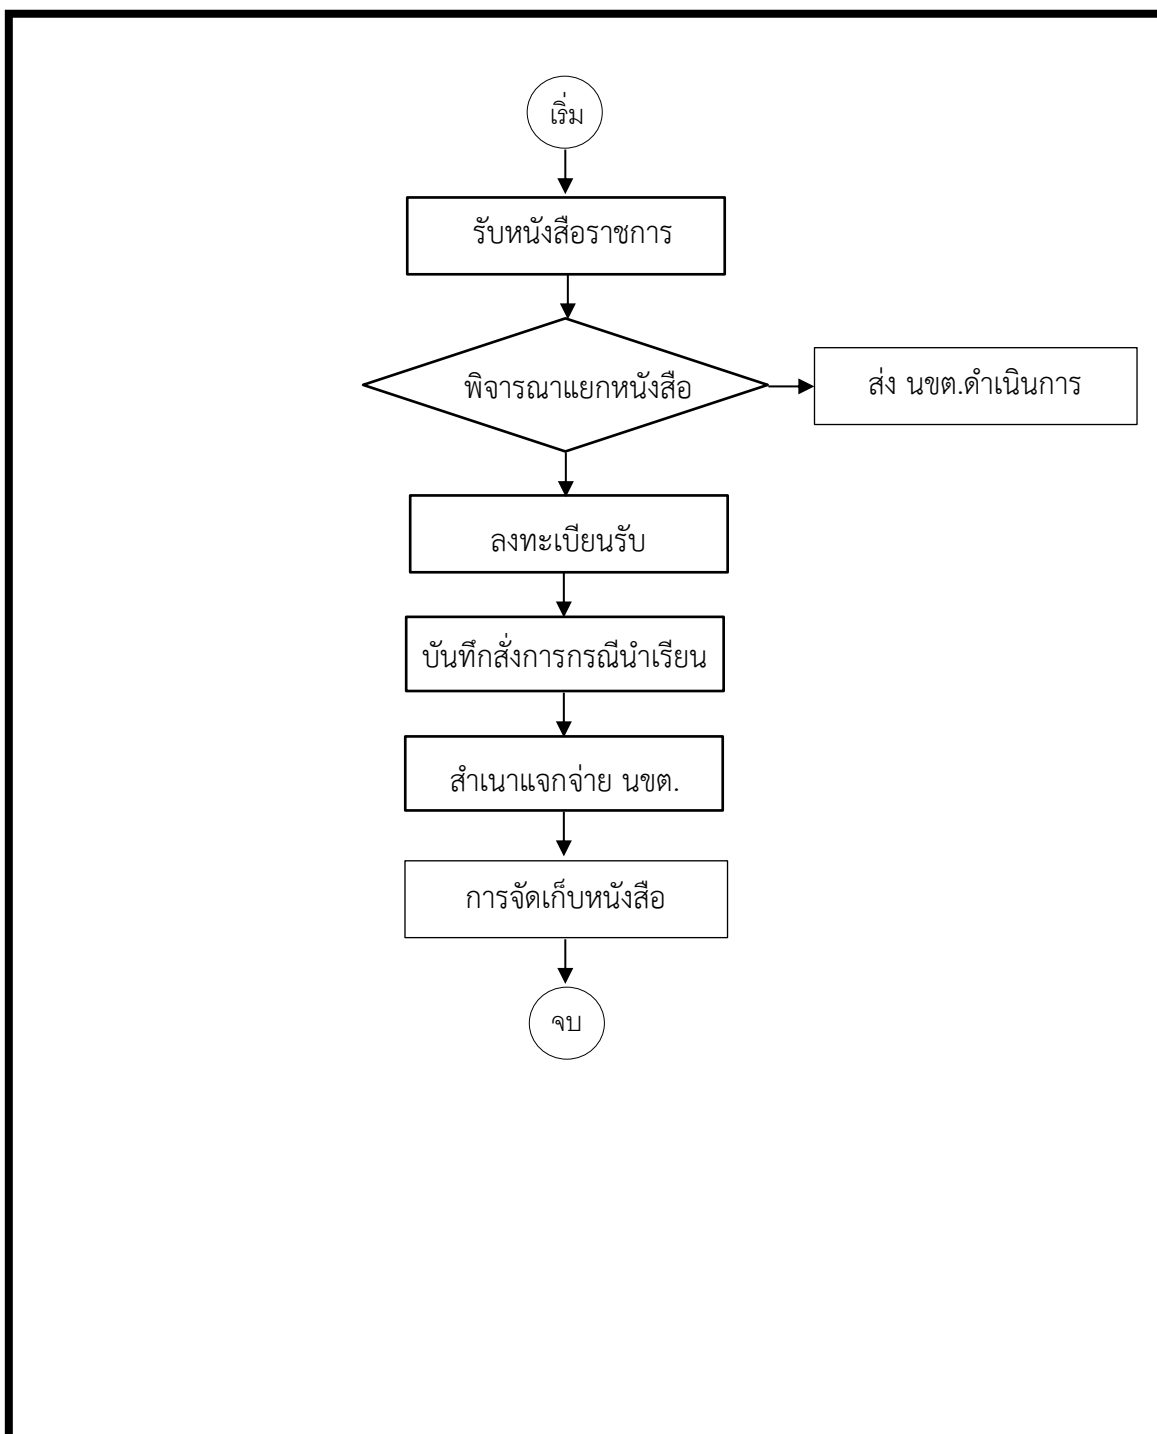 เริ่ม
รับหนังสือราชการ
พิจารณาแยกหนังสือ
ส่ง นขต.ดำเนินการ
ลงทะเบียนรับ
บันทึกสั่งการกรณีนำเรียน
สำเนาแจกจ่าย นขต.
การจัดเก็บหนังสือ
จบ